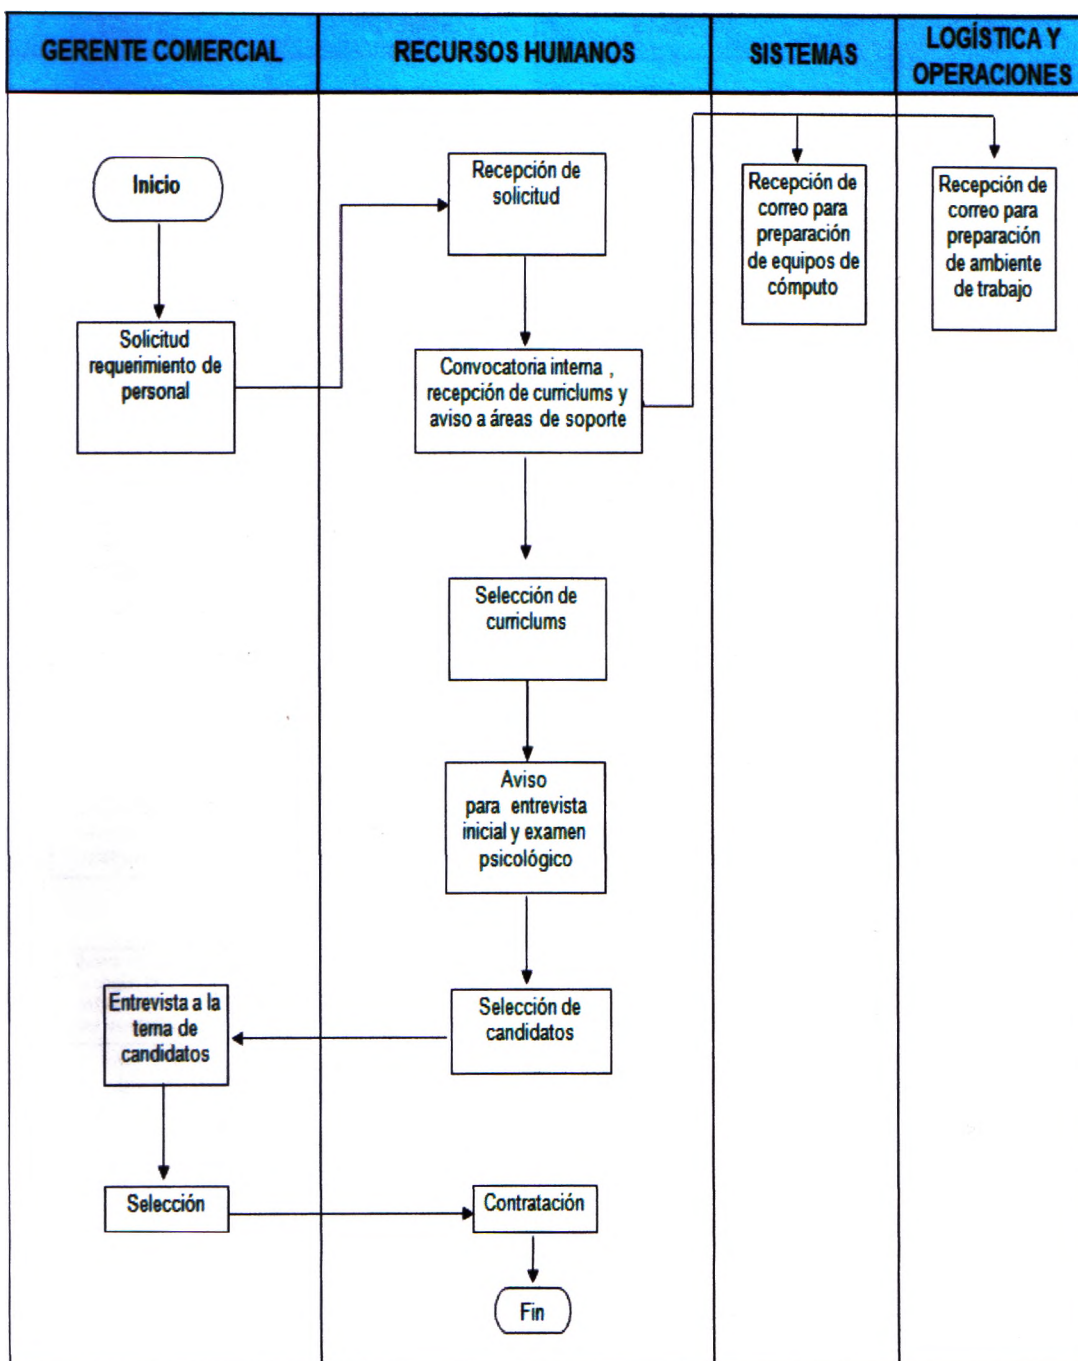 GERENTE COMERCIAL
RECURSOS HUMANOS
SISTEMAS
LOGÍSTICA Y
OPERACIONES
Inicio
Solicitud
requerimiento de
personal
Recepción de
solicitud
Convocatoria interna ,
recepción de curriclums y
aviso a áreas de soporte
Recepción de
correo para
preparación
de equipos de
cómputo
Recepción de
correo para
preparación
de ambiente
de trabajo
Selección de
curriclums
Aviso
para entrevista
inicial y examen
psicológico
Selección de
candidatos
Entrevista a la
terna de
candidatos
Selección
Contratación
Fin